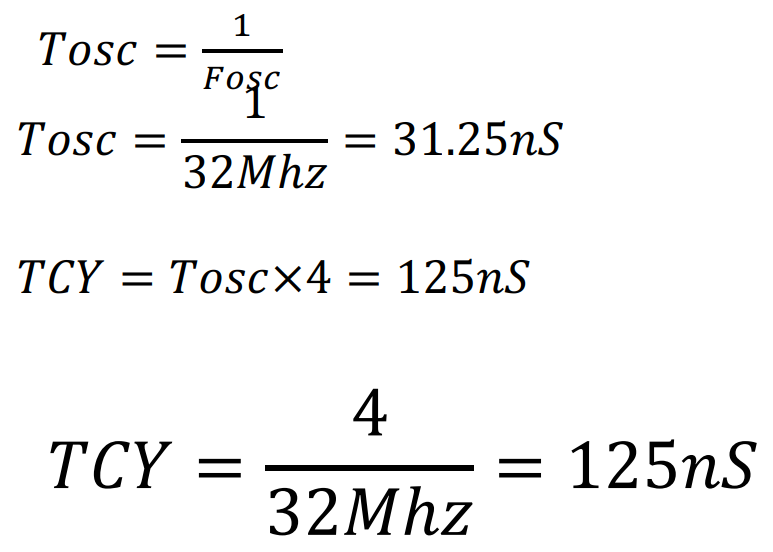 Tosc = 1/Fosc
Tosc = 1/32Mhz = 31.25nS
TCY = Tosc×4 = 125nS
TCY = 4/32Mhz = 125nS